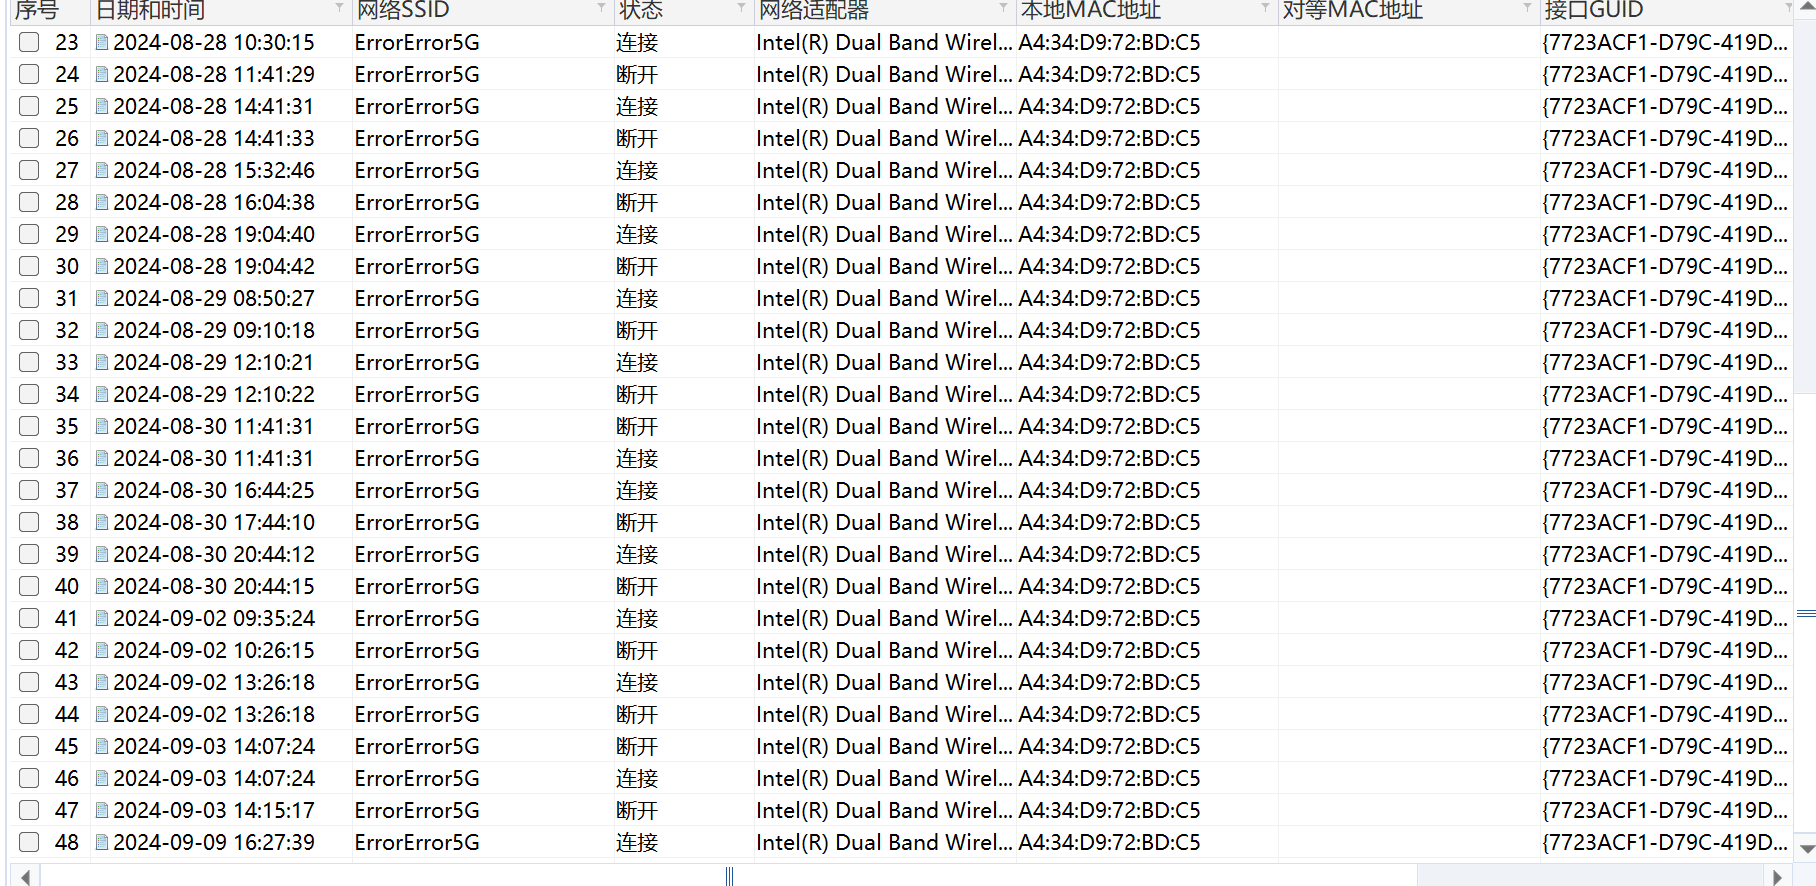 序号 日期和时间 网络SSID 状态 网络适配器 本地MAC地址 对等MAC地址 接口GUID
23 2024-08-28 10:30:15 ErrorError5G 连接 Intel(R) Dual Band Wirel... A4:34:D9:72:BD:C5 {7723ACF1-D79C-419D...
24 2024-08-28 11:41:29 ErrorError5G 断开 Intel(R) Dual Band Wirel... A4:34:D9:72:BD:C5 {7723ACF1-D79C-419D...
25 2024-08-28 14:41:31 ErrorError5G 连接 Intel(R) Dual Band Wirel... A4:34:D9:72:BD:C5 {7723ACF1-D79C-419D...
26 2024-08-28 14:41:33 ErrorError5G 断开 Intel(R) Dual Band Wirel... A4:34:D9:72:BD:C5 {7723ACF1-D79C-419D...
27 2024-08-28 15:32:46 ErrorError5G 连接 Intel(R) Dual Band Wirel... A4:34:D9:72:BD:C5 {7723ACF1-D79C-419D...
28 2024-08-28 16:04:38 ErrorError5G 断开 Intel(R) Dual Band Wirel... A4:34:D9:72:BD:C5 {7723ACF1-D79C-419D...
29 2024-08-28 19:04:40 ErrorError5G 连接 Intel(R) Dual Band Wirel... A4:34:D9:72:BD:C5 {7723ACF1-D79C-419D...
30 2024-08-28 19:04:42 ErrorError5G 断开 Intel(R) Dual Band Wirel... A4:34:D9:72:BD:C5 {7723ACF1-D79C-419D...
31 2024-08-29 08:50:27 ErrorError5G 连接 Intel(R) Dual Band Wirel... A4:34:D9:72:BD:C5 {7723ACF1-D79C-419D...
32 2024-08-29 09:10:18 ErrorError5G 断开 Intel(R) Dual Band Wirel... A4:34:D9:72:BD:C5 {7723ACF1-D79C-419D...
33 2024-08-29 12:10:21 ErrorError5G 连接 Intel(R) Dual Band Wirel... A4:34:D9:72:BD:C5 {7723ACF1-D79C-419D...
34 2024-08-29 12:10:22 ErrorError5G 断开 Intel(R) Dual Band Wirel... A4:34:D9:72:BD:C5 {7723ACF1-D79C-419D...
35 2024-08-30 11:41:31 ErrorError5G 断开 Intel(R) Dual Band Wirel... A4:34:D9:72:BD:C5 {7723ACF1-D79C-419D...
36 2024-08-30 11:41:31 ErrorError5G 连接 Intel(R) Dual Band Wirel... A4:34:D9:72:BD:C5 {7723ACF1-D79C-419D...
37 2024-08-30 16:44:25 ErrorError5G 连接 Intel(R) Dual Band Wirel... A4:34:D9:72:BD:C5 {7723ACF1-D79C-419D...
38 2024-08-30 17:44:10 ErrorError5G 断开 Intel(R) Dual Band Wirel... A4:34:D9:72:BD:C5 {7723ACF1-D79C-419D...
39 2024-08-30 20:44:12 ErrorError5G 连接 Intel(R) Dual Band Wirel... A4:34:D9:72:BD:C5 {7723ACF1-D79C-419D...
40 2024-08-30 20:44:15 ErrorError5G 断开 Intel(R) Dual Band Wirel... A4:34:D9:72:BD:C5 {7723ACF1-D79C-419D...
41 2024-09-02 09:35:24 ErrorError5G 连接 Intel(R) Dual Band Wirel... A4:34:D9:72:BD:C5 {7723ACF1-D79C-419D...
42 2024-09-02 10:26:15 ErrorError5G 断开 Intel(R) Dual Band Wirel... A4:34:D9:72:BD:C5 {7723ACF1-D79C-419D...
43 2024-09-02 13:26:18 ErrorError5G 连接 Intel(R) Dual Band Wirel... A4:34:D9:72:BD:C5 {7723ACF1-D79C-419D...
44 2024-09-02 13:26:18 ErrorError5G 断开 Intel(R) Dual Band Wirel... A4:34:D9:72:BD:C5 {7723ACF1-D79C-419D...
45 2024-09-03 14:07:24 ErrorError5G 断开 Intel(R) Dual Band Wirel... A4:34:D9:72:BD:C5 {7723ACF1-D79C-419D...
46 2024-09-03 14:07:24 ErrorError5G 连接 Intel(R) Dual Band Wirel... A4:34:D9:72:BD:C5 {7723ACF1-D79C-419D...
47 2024-09-03 14:15:17 ErrorError5G 断开 Intel(R) Dual Band Wirel... A4:34:D9:72:BD:C5 {7723ACF1-D79C-419D...
48 2024-09-09 16:27:39 ErrorError5G 连接 Intel(R) Dual Band Wirel... A4:34:D9:72:BD:C5 {7723ACF1-D79C-419D...